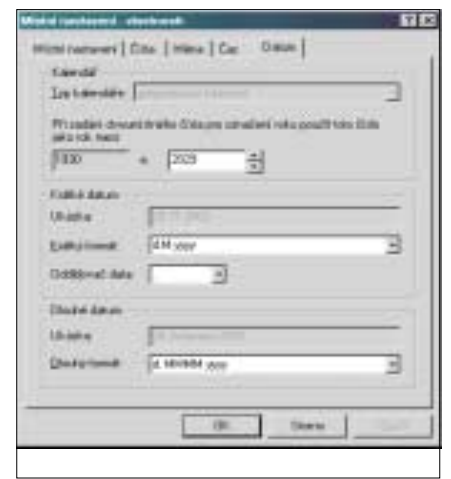 Místní nastavení - vlastnosti
Místní nastavení Čísla Měna Čas Datum
Kalendář
Typ kalendáře:
Při zadání dvoumístného čísla pro označení roku použít toto číslo
jako rok mezi
1930 a 2029
Krátké datum
Ukázka:
Krátký formát: d.M.yyyy
Oddělovač data:
Dlouhé datum
Ukázka:
Dlouhý formát: d. MMMM yyyy
OK Storno